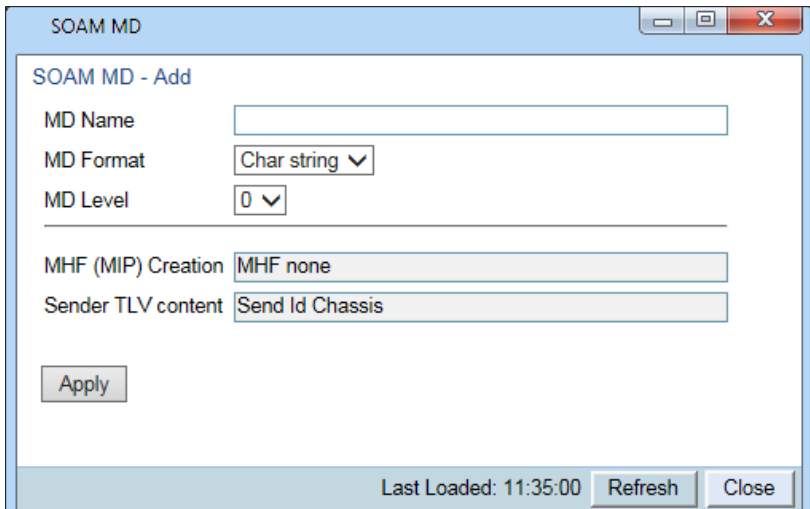 SOAM MD
SOAM MD - Add
MD Name
MD Format Char string
MD Level 0
MHF (MIP) Creation MHF none
Sender TLV content Send Id Chassis
Apply
Last Loaded: 11:35:00 Refresh Close